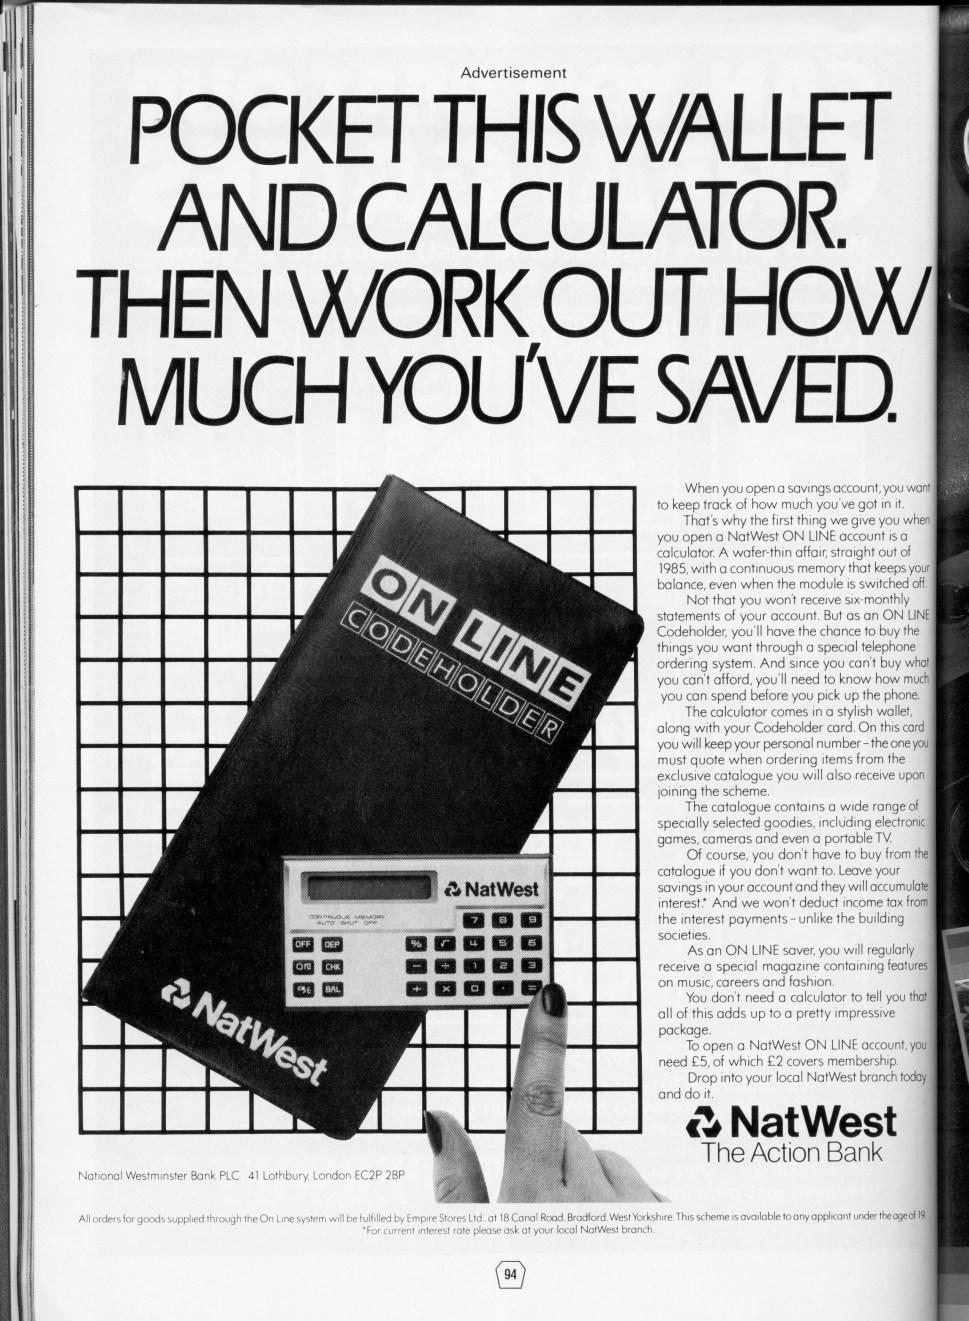 Advertisement
POCKET THIS WALLET
AND CALCULATOR.
THEN WORK OUT HOW
MUCH YOU'VE SAVED.
ON LINE
CODEHOLDER
NatWest
NatWest
CONTINUOUS MEMORY
AUTO SHUT OFF
7 8 9
OFF DEP % √ 4 5 6
ON CHK − ÷ 1 2 3
C/CE BAL + × 0 . =
When you open a savings account, you want
to keep track of how much you've got in it.
That's why the first thing we give you when
you open a NatWest ON LINE account is a
calculator. A wafer-thin affair, straight out of
1985, with a continuous memory that keeps your
balance, even when the module is switched off.
Not that you won't receive six-monthly
statements of your account. But as an ON LINE
Codeholder, you'll have the chance to buy the
things you want through a special telephone
ordering system. And since you can't buy what
you can't afford, you'll need to know how much
you can spend before you pick up the phone.
The calculator comes in a stylish wallet,
along with your Codeholder card. On this card
you will keep your personal number – the one you
must quote when ordering items from the
exclusive catalogue you will also receive upon
joining the scheme.
The catalogue contains a wide range of
specially selected goodies, including electronic
games, cameras and even a portable TV.
Of course, you don't have to buy from the
catalogue if you don't want to. Leave your
savings in your account and they will accumulate
interest.* And we won't deduct income tax from
the interest payments – unlike the building
societies.
As an ON LINE saver, you will regularly
receive a special magazine containing features
on music, careers and fashion.
You don't need a calculator to tell you that
all of this adds up to a pretty impressive
package.
To open a NatWest ON LINE account, you
need £5, of which £2 covers membership.
Drop into your local NatWest branch today
and do it.
NatWest
The Action Bank
National Westminster Bank PLC 41 Lothbury, London EC2P 2BP
All orders for goods supplied through the On Line system will be fulfilled by Empire Stores Ltd., at 18 Canal Road, Bradford, West Yorkshire. This scheme is available to any applicant under the age of 19.
*For current interest rate please ask at your local NatWest branch.
94